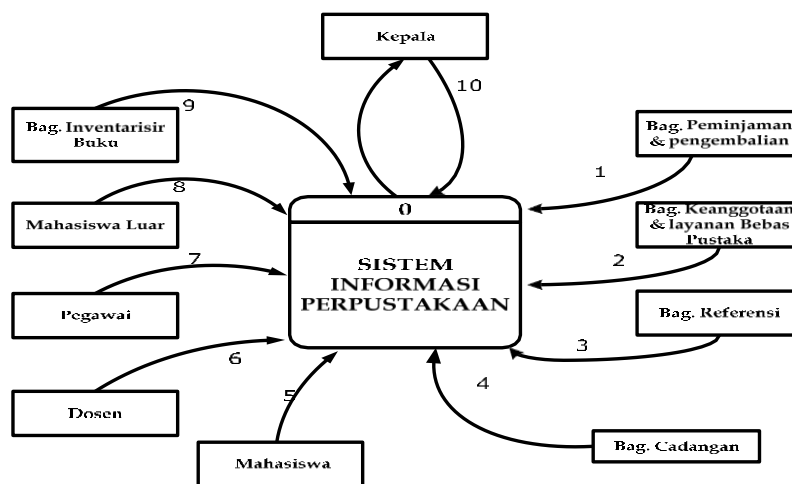 Kepala
10
9
Bag. Inventarisir
Buku
Bag. Peminjaman
& pengembalian
1
8
Mahasiswa Luar
0
Bag. Keanggotaan
& layanan Bebas
Pustaka
7
2
SISTEM
INFORMASI
PERPUSTAKAAN
Pegawai
Bag. Referensi
6
3
5
4
Dosen
Mahasiswa
Bag. Cadangan